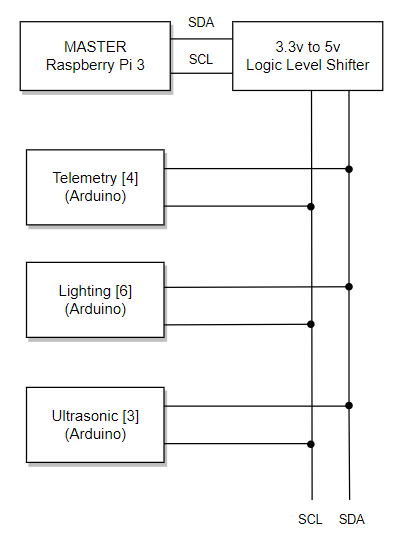 SDA
MASTER
Raspberry Pi 3
SCL
3.3v to 5v
Logic Level Shifter
Telemetry [4]
(Arduino)
Lighting [6]
(Arduino)
Ultrasonic [3]
(Arduino)
SCL
SDA